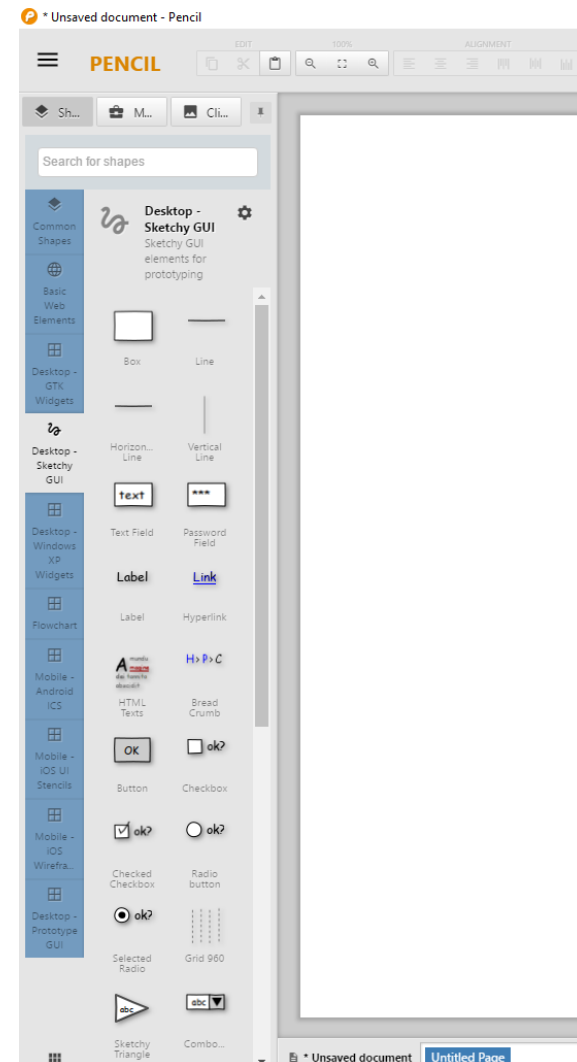 * Unsaved document - Pencil
EDIT
100%
ALIGNMENT
PENCIL
Sh...
M...
Cli...
Search for shapes
Common
Shapes
Basic
Web
Elements
Desktop -
GTK
Widgets
Desktop -
Sketchy
GUI
Desktop -
Windows
XP
Widgets
Flowchart
Mobile -
Android
ICS
Mobile -
iOS UI
Stencils
Mobile -
iOS
Wirefra...
Desktop -
Prototype
GUI
Desktop -
Sketchy GUI
Sketchy GUI
elements for
prototyping
Box
Line
Horizon...
Line
Vertical
Line
text
***
Text Field
Password
Field
Label
Link
Label
Hyperlink
H>P>C
HTML
Texts
Bread
Crumb
OK
ok?
Button
Checkbox
ok?
ok?
Checked
Checkbox
Radio
button
ok?
Selected
Radio
Grid 960
abc
abc
Sketchy
Triangle
Combo...
* Unsaved document
Untitled Page